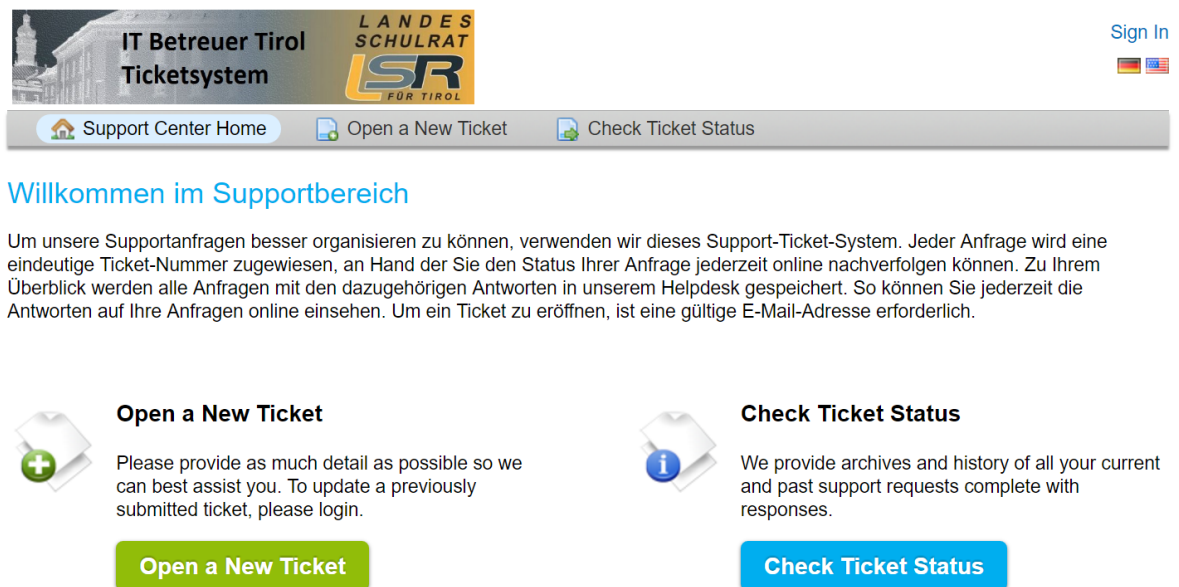 IT Betreuer Tirol
Ticketsystem
LANDES
SCHULRAT
LSR
FÜR TIROL
Sign In
Support Center Home
Open a New Ticket
Check Ticket Status
Willkommen im Supportbereich
Um unsere Supportanfragen besser organisieren zu können, verwenden wir dieses Support-Ticket-System. Jeder Anfrage wird eine
eindeutige Ticket-Nummer zugewiesen, an Hand der Sie den Status Ihrer Anfrage jederzeit online nachverfolgen können. Zu Ihrem
Überblick werden alle Anfragen mit den dazugehörigen Antworten in unserem Helpdesk gespeichert. So können Sie jederzeit die
Antworten auf Ihre Anfragen online einsehen. Um ein Ticket zu eröffnen, ist eine gültige E-Mail-Adresse erforderlich.
Open a New Ticket
Please provide as much detail as possible so we
can best assist you. To update a previously
submitted ticket, please login.
Open a New Ticket
Check Ticket Status
We provide archives and history of all your current
and past support requests complete with
responses.
Check Ticket Status